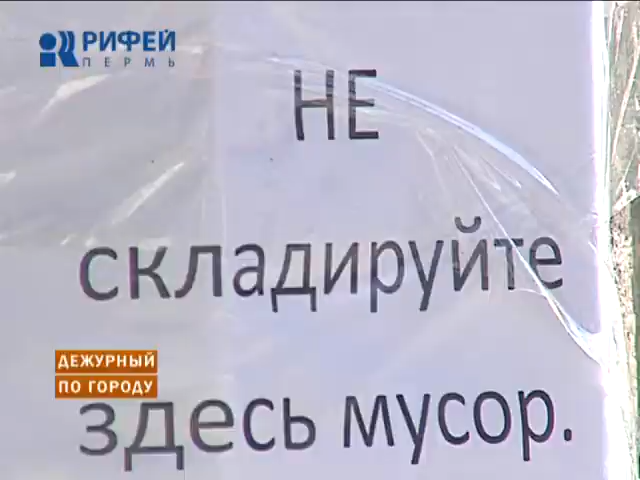 РИФЕЙ
ПЕРМЬ
НЕ
складируйте
ДЕЖУРНЫЙ
ПО ГОРОДУ
здесь мусор.